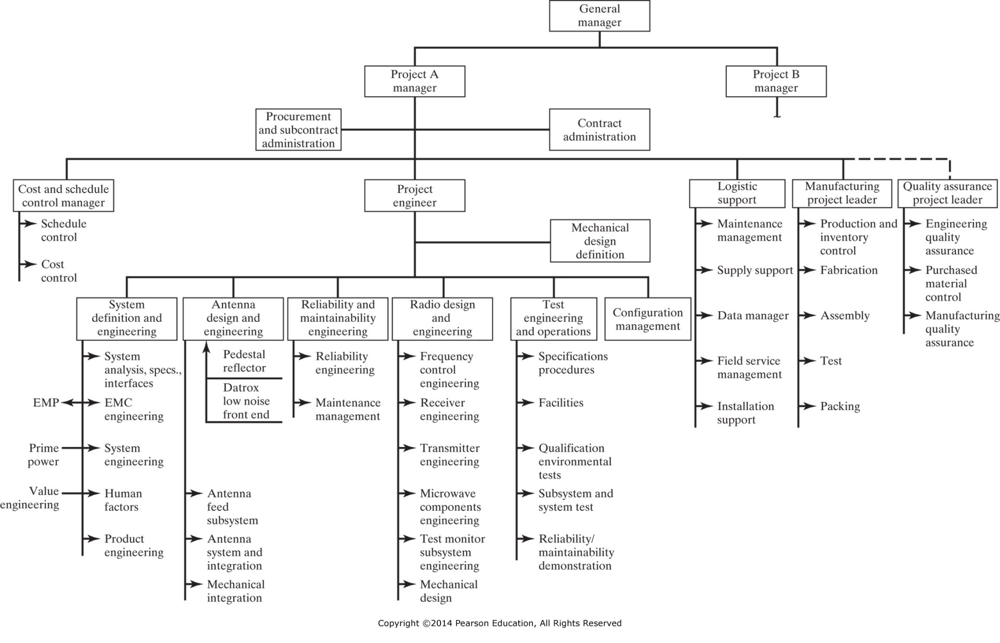 General
manager
Project A
manager
Project B
manager
Procurement
and subcontract
administration
Contract
administration
Cost and schedule
control manager
Schedule
control
Cost
control
Project
engineer
Mechanical
design
definition
Logistic
support
Maintenance
management
Supply support
Data manager
Field service
management
Installation
support
Manufacturing
project leader
Production and
inventory
control
Fabrication
Assembly
Test
Packing
Quality assurance
project leader
Engineering
quality
assurance
Purchased
material
control
Manufacturing
quality
assurance
System
definition and
engineering
System
analysis, specs.,
interfaces
EMP
EMC
engineering
Prime
power
System
engineering
Value
engineering
Human
factors
Product
engineering
Antenna
design and
engineering
Pedestal
reflector
Datrox
low noise
front end
Antenna
feed
subsystem
Antenna
system and
integration
Mechanical
integration
Reliability and
maintainability
engineering
Reliability
engineering
Maintenance
management
Radio design
and
engineering
Frequency
control
engineering
Receiver
engineering
Transmitter
engineering
Microwave
components
engineering
Test monitor
subsystem
engineering
Mechanical
design
Test
engineering
and operations
Specifications
procedures
Facilities
Qualification
environmental
tests
Subsystem and
system test
Reliability/
maintainability
demonstration
Configuration
management
Copyright ©2014 Pearson Education, All Rights Reserved